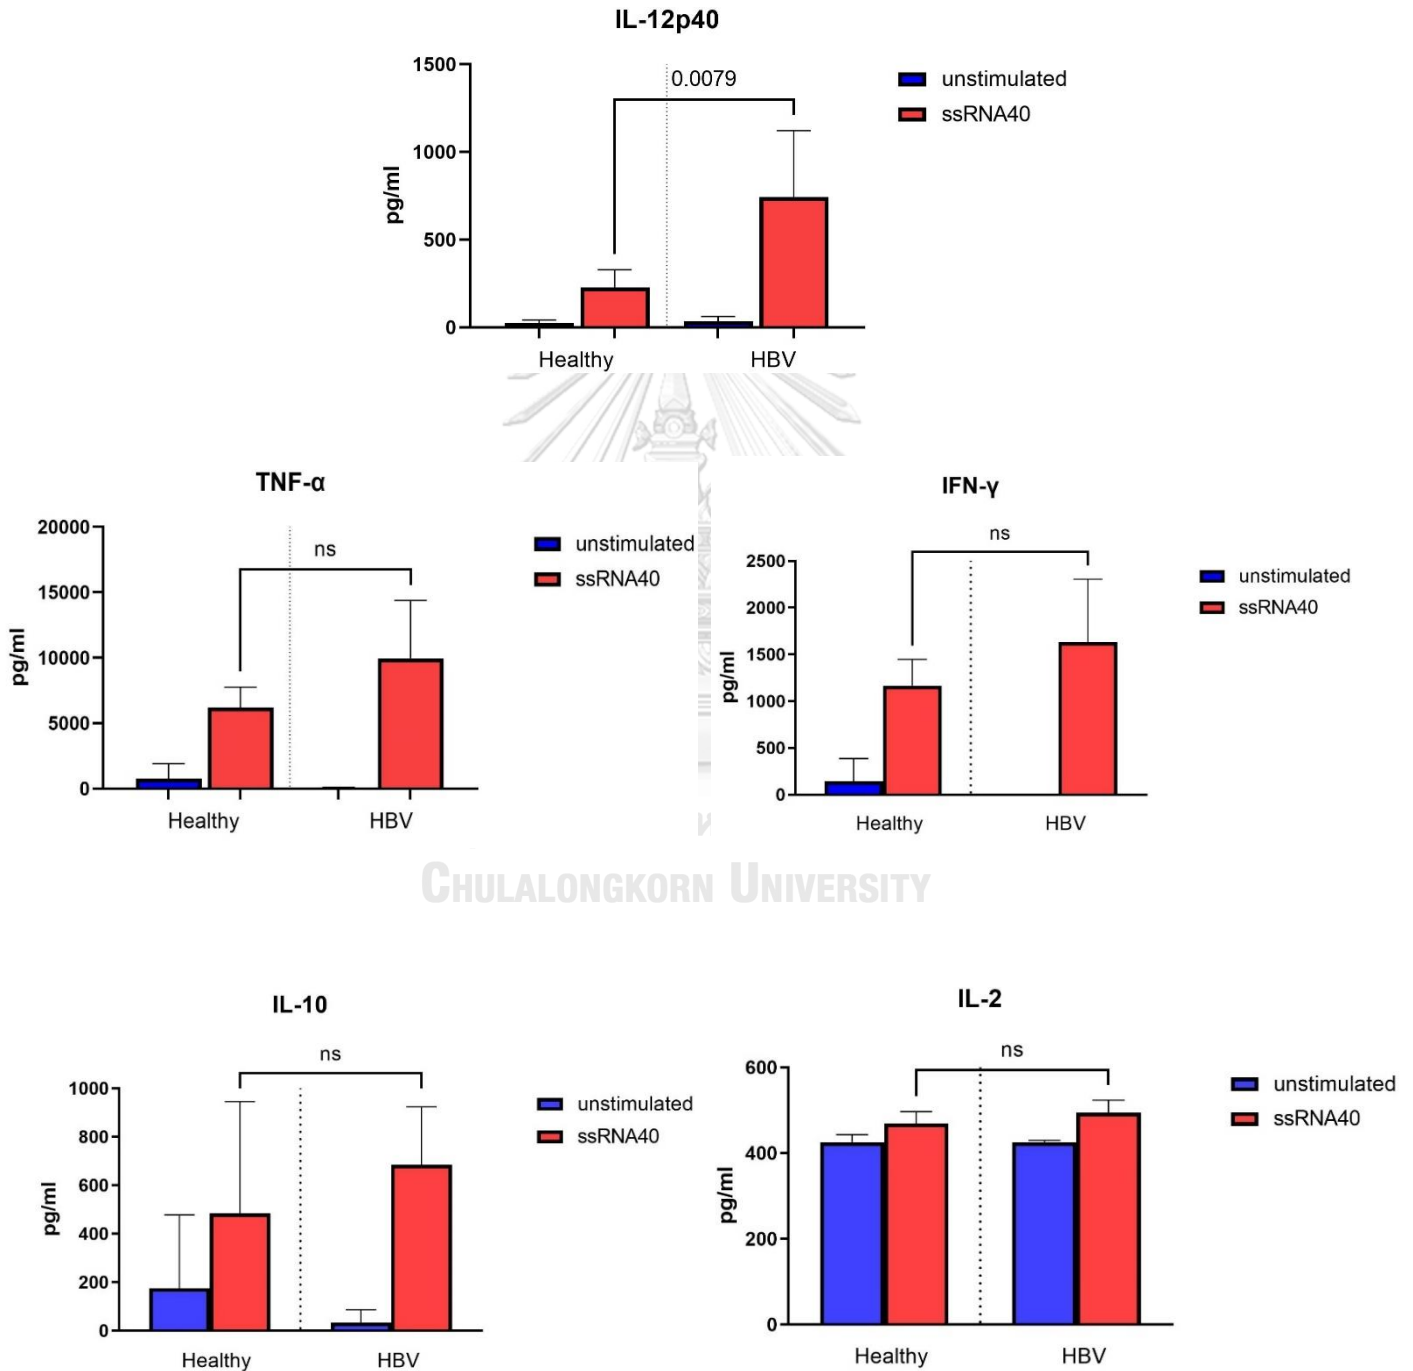 IL-12p40
1500
1000
500
0
pg/ml
0.0079
unstimulated
ssRNA40
Healthy
HBV
TNF-α
20000
15000
10000
5000
0
pg/ml
ns
unstimulated
ssRNA40
Healthy
HBV
IFN-γ
2500
2000
1500
1000
500
0
pg/ml
ns
unstimulated
ssRNA40
Healthy
HBV
CHULALONGKORN UNIVERSITY
IL-10
1000
800
600
400
200
0
pg/ml
ns
unstimulated
ssRNA40
Healthy
HBV
IL-2
600
400
200
0
pg/ml
ns
unstimulated
ssRNA40
Healthy
HBV